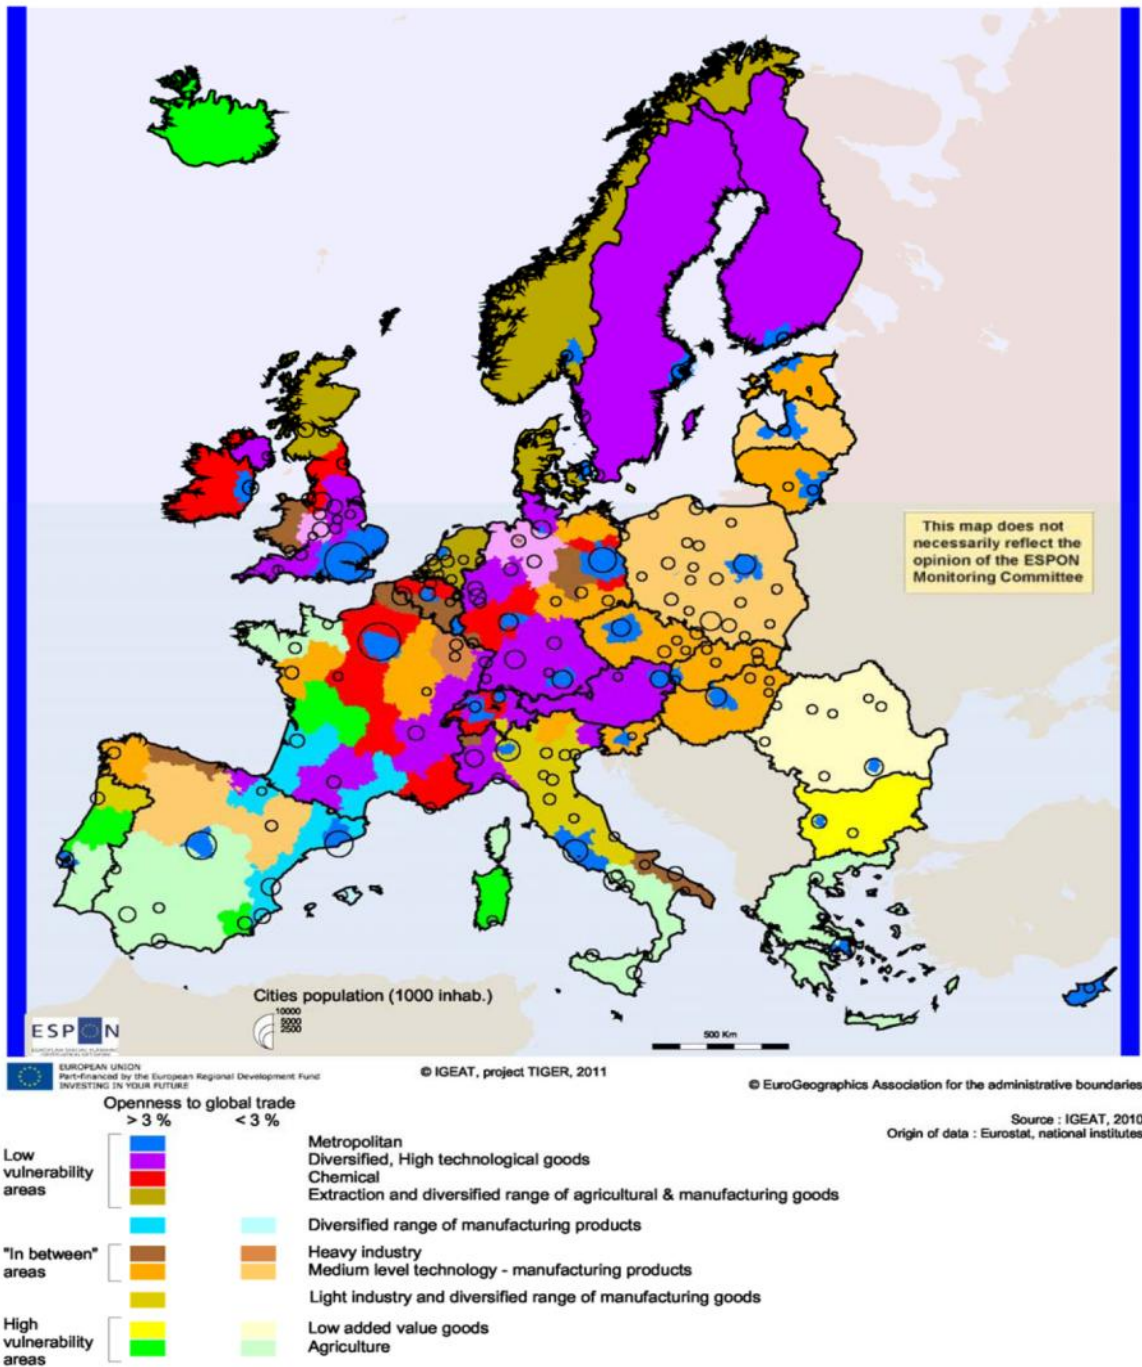 This map does not
necessarily reflect the
opinion of the ESPON
Monitoring Committee
Cities population (1000 inhab.)
10000
5000
2500
500 Km
ESPON
EUROPEAN UNION
Part-financed by the European Regional Development Fund
INVESTING IN YOUR FUTURE
© IGEAT, project TIGER, 2011
© EuroGeographics Association for the administrative boundaries
Source : IGEAT, 2010
Origin of data : Eurostat, national institutes
Openness to global trade
> 3 % < 3 %
Low
vulnerability
areas
Metropolitan
Diversified, High technological goods
Chemical
Extraction and diversified range of agricultural & manufacturing goods
Diversified range of manufacturing products
"In between"
areas
Heavy industry
Medium level technology - manufacturing products
Light industry and diversified range of manufacturing goods
High
vulnerability
areas
Low added value goods
Agriculture